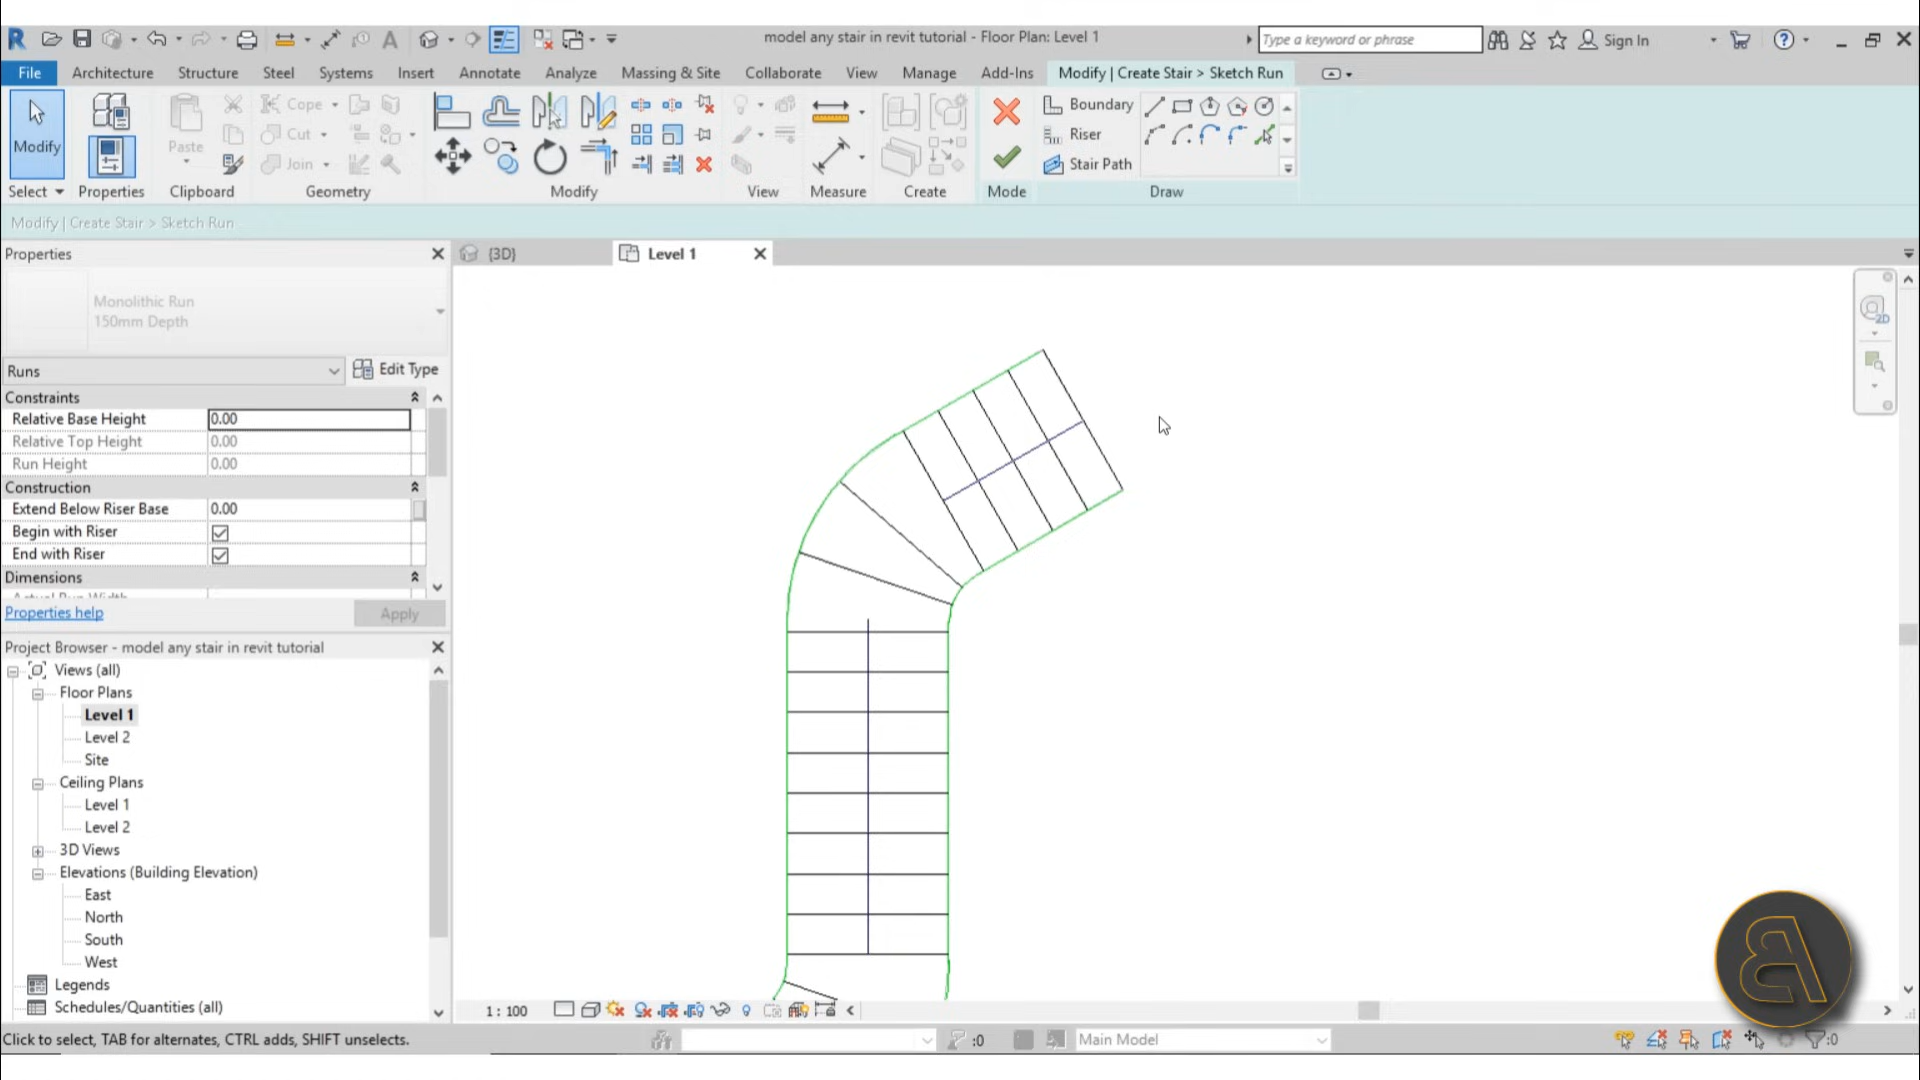 model any stair in revit tutorial - Floor Plan: Level 1
Type a keyword or phrase
Sign In
File Architecture Structure Steel Systems Insert Annotate Analyze Massing & Site Collaborate View Manage Add-Ins Modify | Create Stair > Sketch Run
Modify
Paste
Cope
Cut
Join
Boundary
Riser
Stair Path
Select Properties Clipboard Geometry Modify View Measure Create Mode Draw
Modify | Create Stair > Sketch Run
Properties
{3D}
Level 1
Monolithic Run
150mm Depth
Runs
Edit Type
Constraints
Relative Base Height 0.00
Relative Top Height 0.00
Run Height 0.00
Construction
Extend Below Riser Base 0.00
Begin with Riser
End with Riser
Dimensions
Actual Run Width
Properties help
Apply
Project Browser - model any stair in revit tutorial
Views (all)
Floor Plans
Level 1
Level 2
Site
Ceiling Plans
Level 1
Level 2
3D Views
Elevations (Building Elevation)
East
North
South
West
Legends
Schedules/Quantities (all)
2D
1 : 100
Click to select, TAB for alternates, CTRL adds, SHIFT unselects.
:0
Main Model
:0